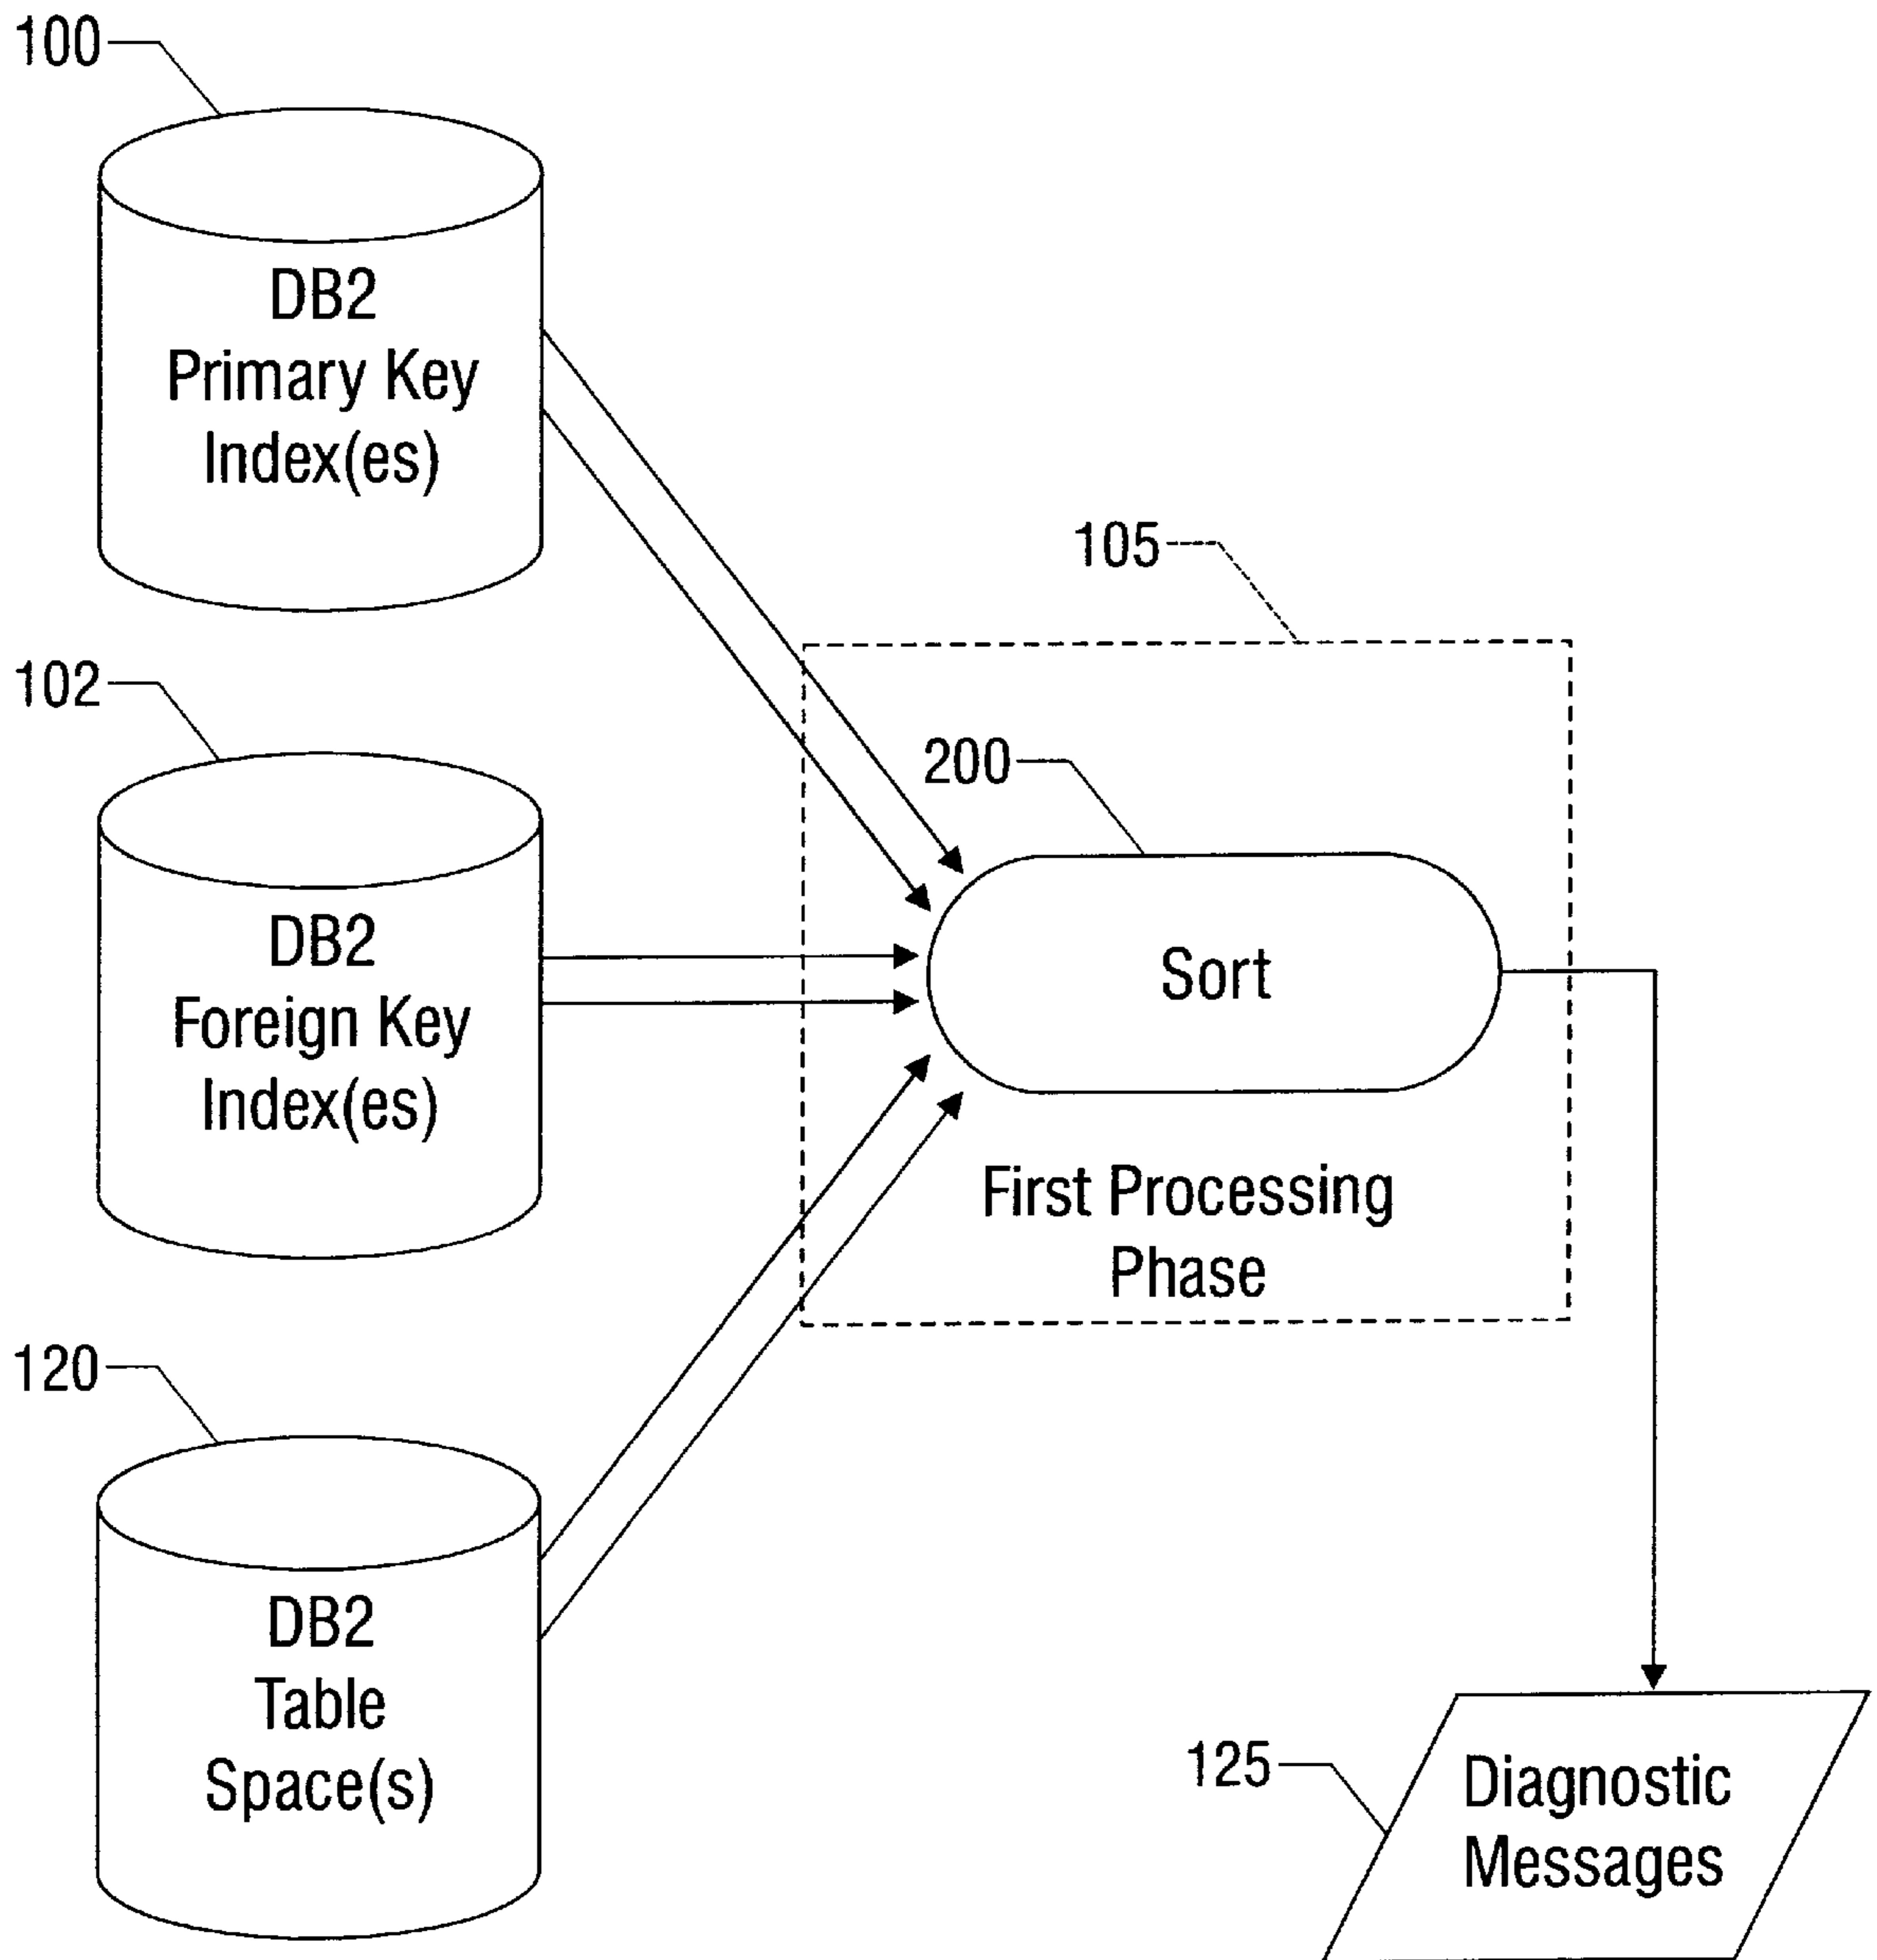 100
DB2
Primary Key
Index(es)
105
102
200
DB2
Foreign Key
Index(es)
Sort
First Processing
Phase
120
DB2
Table
Space(s)
125
Diagnostic
Messages